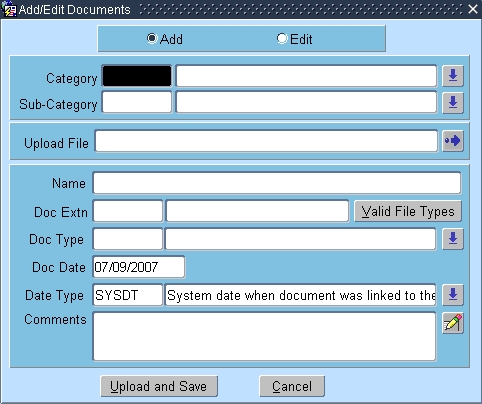 Add/Edit Documents
Add Edit
Category
Sub-Category
Upload File
Name
Doc Extn Valid File Types
Doc Type
Doc Date 07/09/2007
Date Type SYSDT System date when document was linked to the
Comments
Upload and Save Cancel